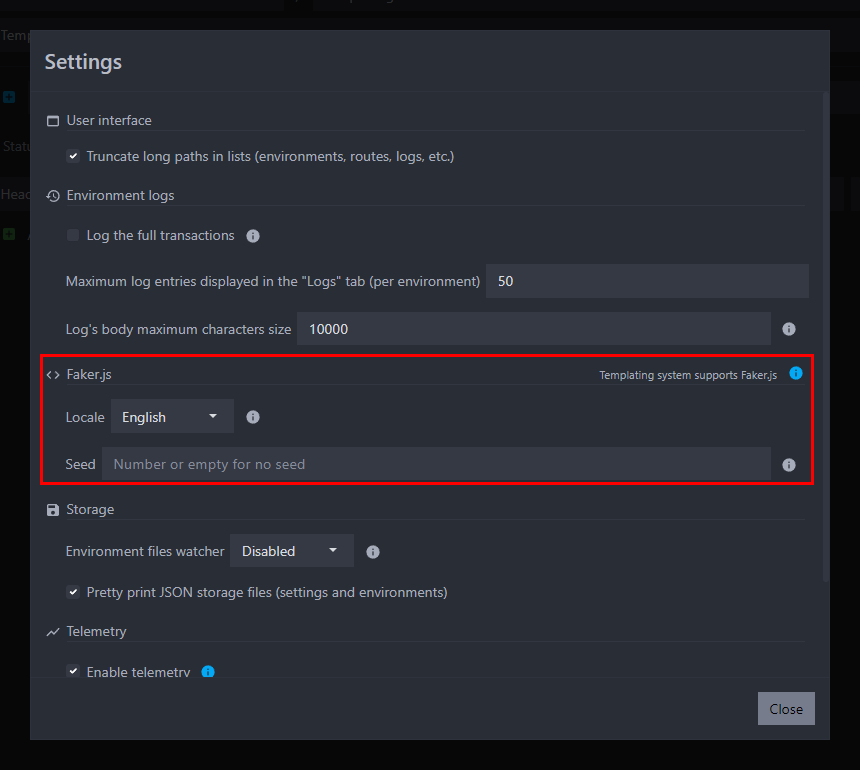 Settings
User interface
Truncate long paths in lists (environments, routes, logs, etc.)
Environment logs
Log the full transactions
Maximum log entries displayed in the "Logs" tab (per environment) 50
Log's body maximum characters size 10000
Faker.js Templating system supports Faker.js
Locale English
Seed Number or empty for no seed
Storage
Environment files watcher Disabled
Pretty print JSON storage files (settings and environments)
Telemetry
Enable telemetry
Close